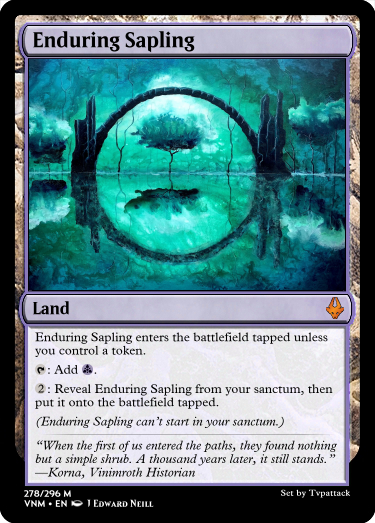 Enduring Sapling
Land
Enduring Sapling enters the battlefield tapped unless
you control a token.
: Add .
2: Reveal Enduring Sapling from your sanctum, then
put it onto the battlefield tapped.
(Enduring Sapling can't start in your sanctum.)
“When the first of us entered the paths, they found nothing
but a simple shrub. A thousand years later, it still stands.”
—Korna, Vinimroth Historian
278/296 M
Set by Tvpattack
VNM • EN J Edward Neill